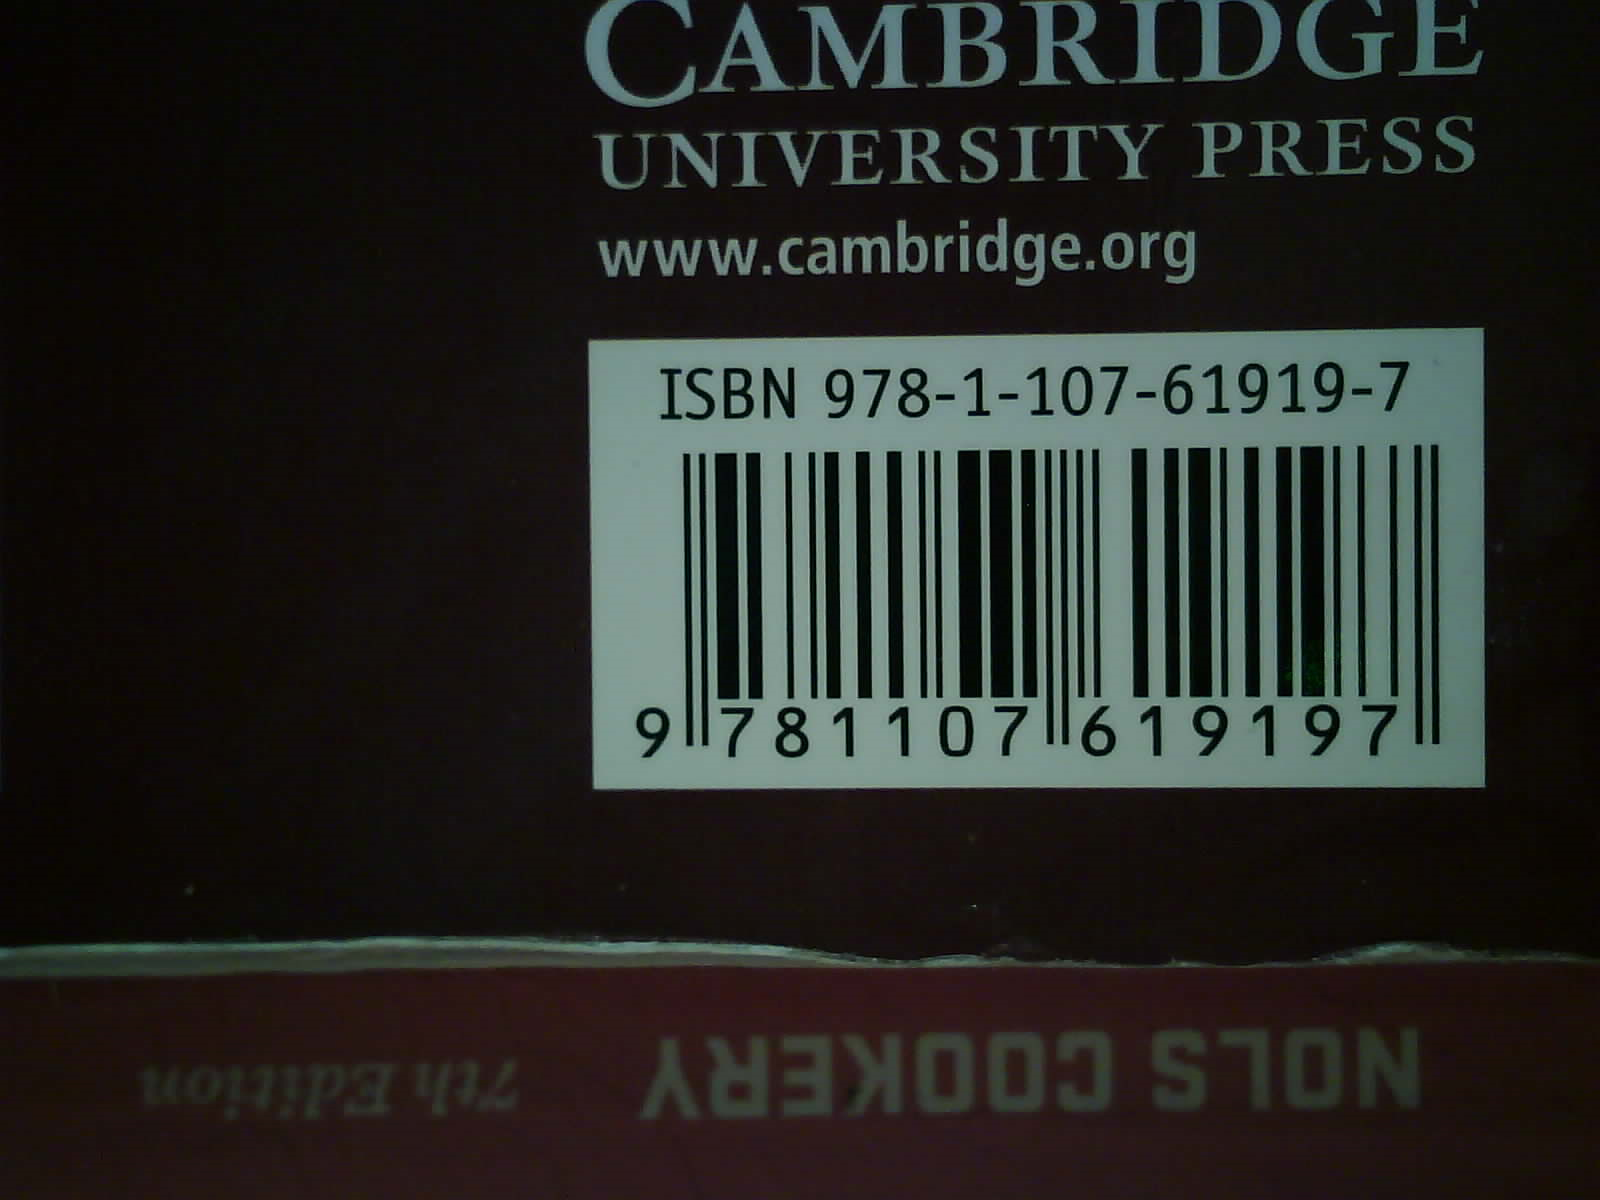 CAMBRIDGE
UNIVERSITY PRESS
www.cambridge.org
ISBN 978-1-107-61919-7
9 781107 619197
NOLS COOKERY 7th Edition